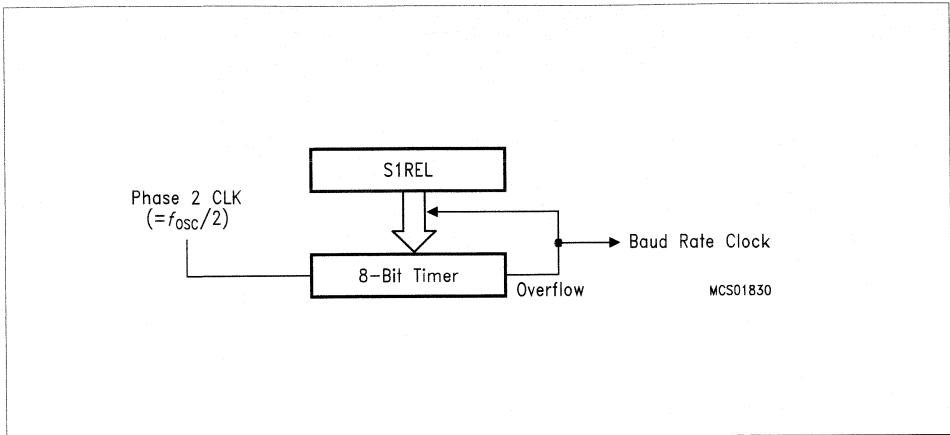 S1REL
Phase 2 CLK
(=fosc/2)
8-Bit Timer
Overflow
Baud Rate Clock
MCS01830